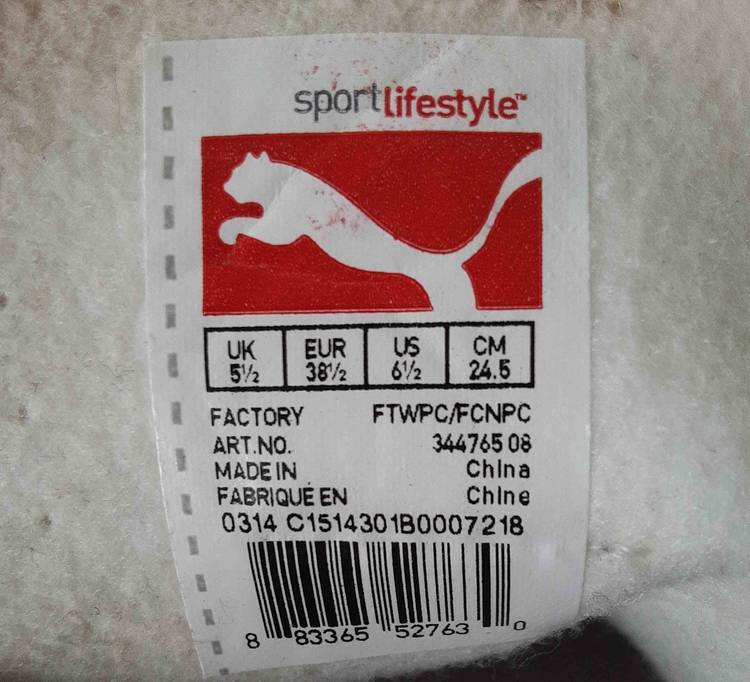 sportlifestyle™
UK EUR US CM
5½ 38½ 6½ 24.5
FACTORY FTWPC/FCNPC
ART.NO. 344765 08
MADE IN China
FABRIQUÉ EN Chine
0314 C1514301B0007218
8 83365 52763 0